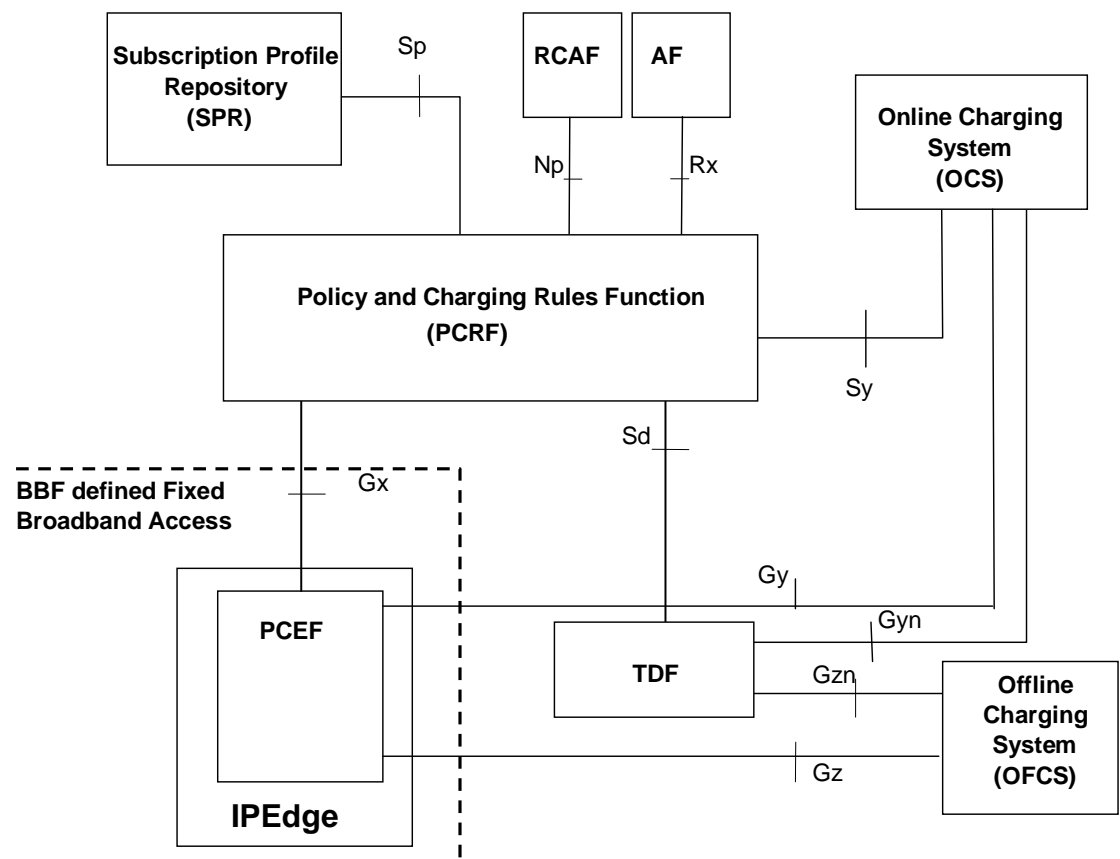 Subscription Profile
Repository
(SPR)
Sp
RCAF
AF
Online Charging
System
(OCS)
Np
Rx
Policy and Charging Rules Function
(PCRF)
Sy
Sd
Gx
BBF defined Fixed
Broadband Access
Gy
Gyn
PCEF
TDF
Gzn
Offline
Charging
System
(OFCS)
Gz
IPEdge